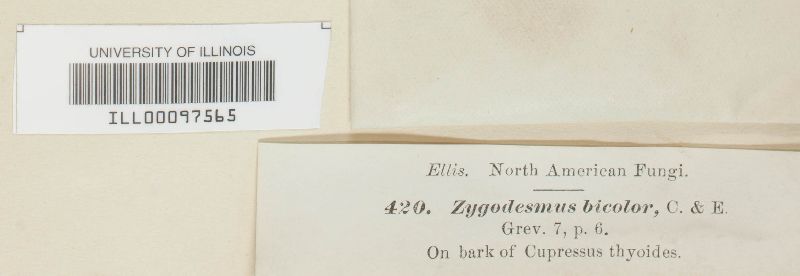 UNIVERSITY OF ILLINOIS
ILL00097565
Ellis. North American Fungi.
420. Zygodesmus bicolor, C. & E.
Grev. 7, p. 6.
On bark of Cupressus thyoides.